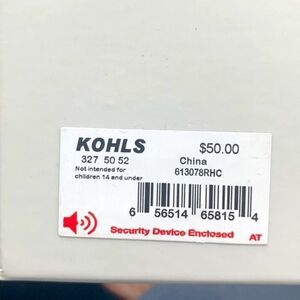 KOHLS $50.00
327 50 52 China
Not intended for
children 14 and under 613078RHC
6 56514 65815 4
Security Device Enclosed AT